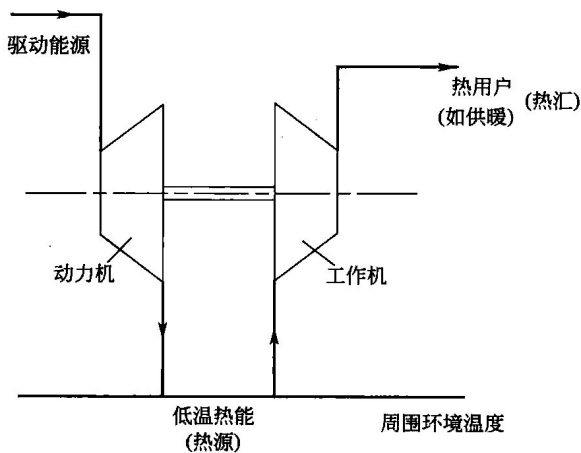 驱动能源
热用户
(如供暖)
(热汇)
动力机
工作机
低温热能
(热源)
周围环境温度